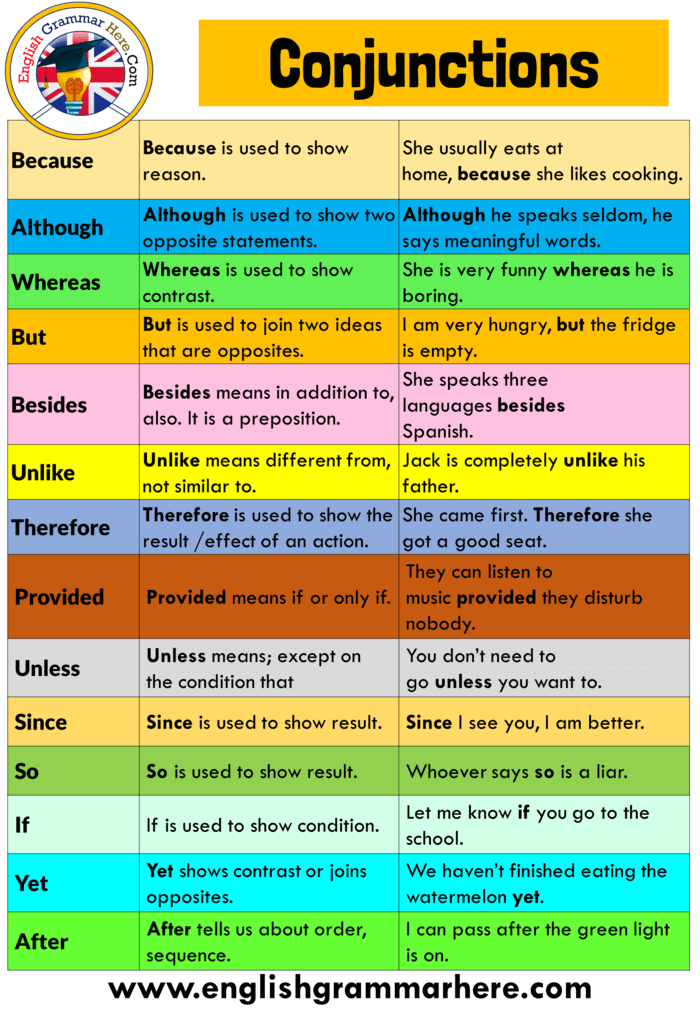 English Grammar Here.Com
Conjunctions
Because
Because is used to show
reason.
She usually eats at
home, because she likes cooking.
Although
Although is used to show two
opposite statements.
Although he speaks seldom, he
says meaningful words.
Whereas
Whereas is used to show
contrast.
She is very funny whereas he is
boring.
But
But is used to join two ideas
that are opposites.
I am very hungry, but the fridge
is empty.
Besides
Besides means in addition to,
also. It is a preposition.
She speaks three
languages besides
Spanish.
Unlike
Unlike means different from,
not similar to.
Jack is completely unlike his
father.
Therefore
Therefore is used to show the
result /effect of an action.
She came first. Therefore she
got a good seat.
Provided
Provided means if or only if.
They can listen to
music provided they disturb
nobody.
Unless
Unless means; except on
the condition that
You don’t need to
go unless you want to.
Since
Since is used to show result.
Since I see you, I am better.
So
So is used to show result.
Whoever says so is a liar.
If
If is used to show condition.
Let me know if you go to the
school.
Yet
Yet shows contrast or joins
opposites.
We haven’t finished eating the
watermelon yet.
After
After tells us about order,
sequence.
I can pass after the green light
is on.
www.englishgrammarhere.com